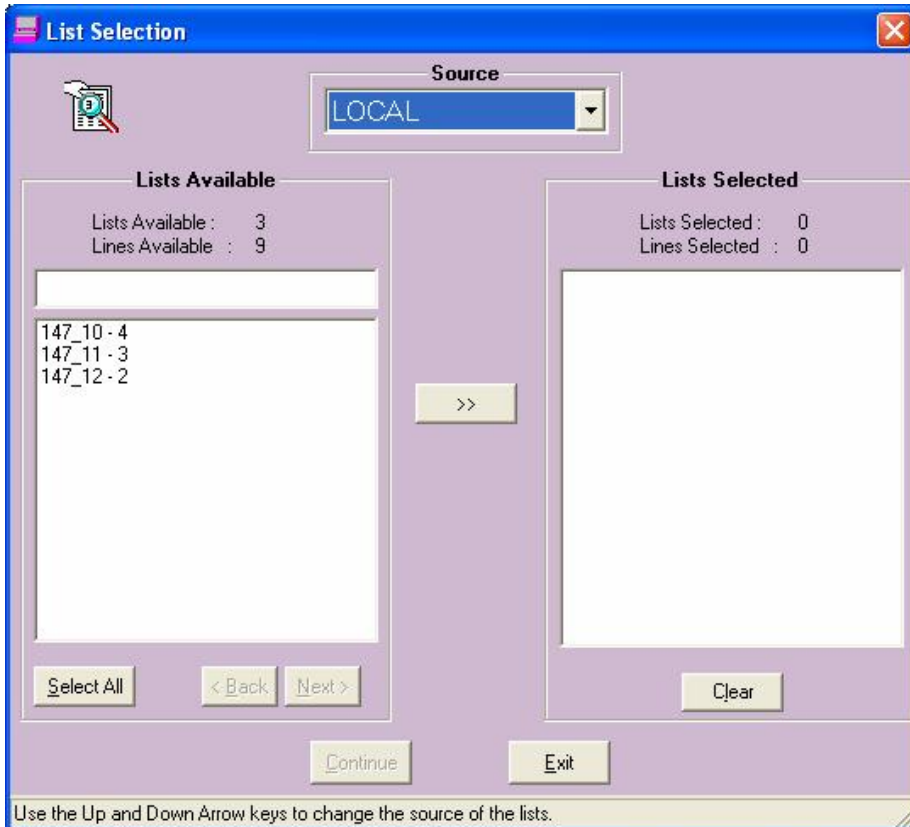 List Selection
Source
LOCAL
Lists Available
Lists Available : 3
Lines Available : 9
147_10 - 4
147_11 - 3
147_12 - 2
Select All
< Back
Next >
>>
Lists Selected
Lists Selected : 0
Lines Selected : 0
Clear
Continue
Exit
Use the Up and Down Arrow keys to change the source of the lists.